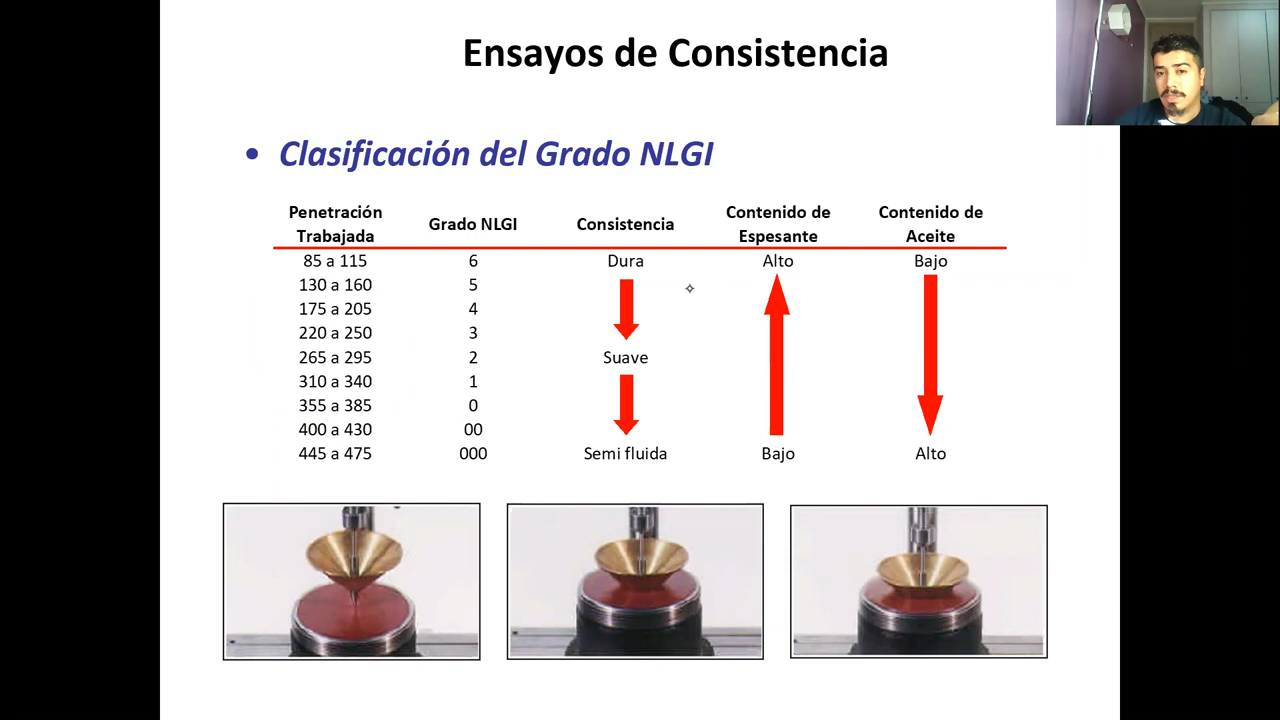 Ensayos de Consistencia
• Clasificación del Grado NLGI
Penetración Trabajada Grado NLGI Consistencia Contenido de Espesante Contenido de Aceite
85 a 115 6 Dura Alto Bajo
130 a 160 5
175 a 205 4
220 a 250 3
265 a 295 2 Suave
310 a 340 1
355 a 385 0
400 a 430 00
445 a 475 000 Semi fluida Bajo Alto